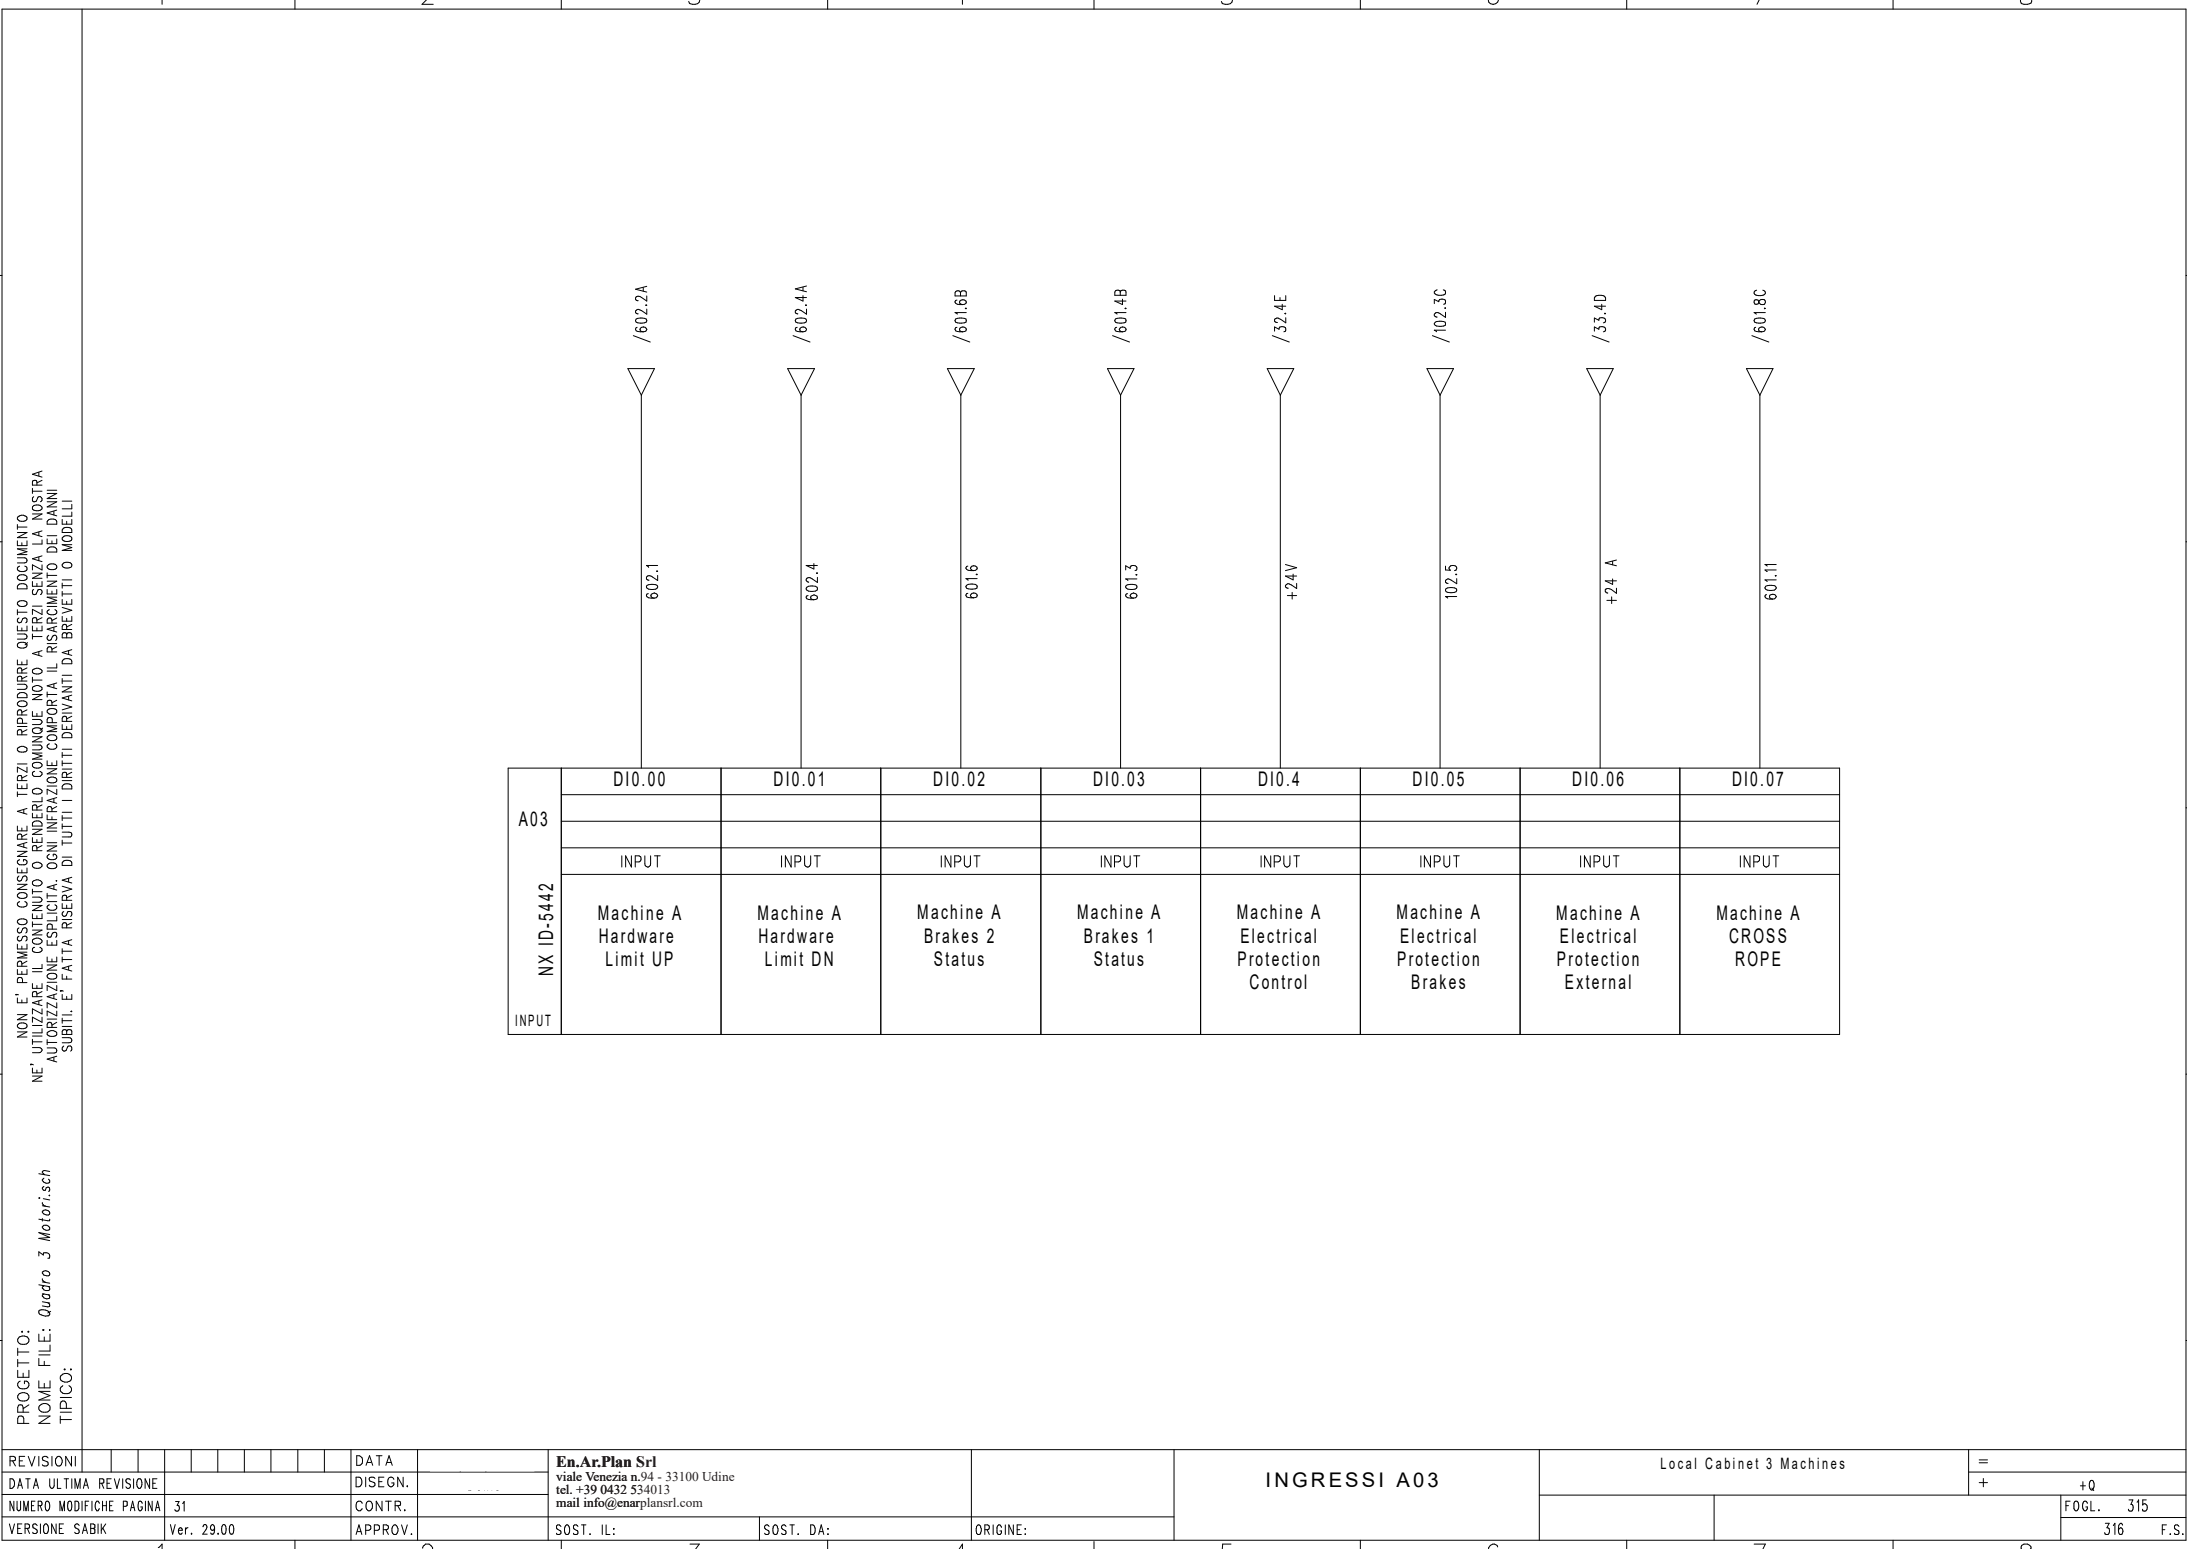 /602.2A
/602.4A
/601.6B
/601.4B
/32.4E
/102.3C
/33.4D
/601.8C
602.1
602.4
601.6
601.3
+24V
102.5
+24 A
601.11
A03
NX ID-5442
INPUT
DI0.00
DI0.01
DI0.02
DI0.03
DI0.4
DI0.05
DI0.06
DI0.07
INPUT
INPUT
INPUT
INPUT
INPUT
INPUT
INPUT
INPUT
Machine A
Hardware
Limit UP
Machine A
Hardware
Limit DN
Machine A
Brakes 2
Status
Machine A
Brakes 1
Status
Machine A
Electrical
Protection
Control
Machine A
Electrical
Protection
Brakes
Machine A
Electrical
Protection
External
Machine A
CROSS
ROPE
NON E' PERMESSO CONSEGNARE A TERZI O RIPRODURRE QUESTO DOCUMENTO
NE' UTILIZZARE IL CONTENUTO O RENDERLO COMUNQUE NOTO A TERZI SENZA LA NOSTRA
AUTORIZZAZIONE ESPLICITA. OGNI INFRAZIONE COMPORTA IL RISARCIMENTO DEI DANNI
SUBITI. E' FATTA RISERVA DI TUTTI I DIRITTI DERIVANTI DA BREVETTI O MODELLI
PROGETTO:
NOME FILE: Quadro 3 Motori.sch
TIPICO:
REVISIONI
DATA ULTIMA REVISIONE
NUMERO MODIFICHE PAGINA 31
VERSIONE SABIK Ver. 29.00
DATA
DISEGN.
CONTR.
APPROV.
En.Ar.Plan Srl
viale Venezia n.94 - 33100 Udine
tel. +39 0432 534013
mail info@enarplansrl.com
SOST. IL:
SOST. DA:
ORIGINE:
INGRESSI A03
Local Cabinet 3 Machines
=
+ +Q
FOGL. 315
316 F.S.